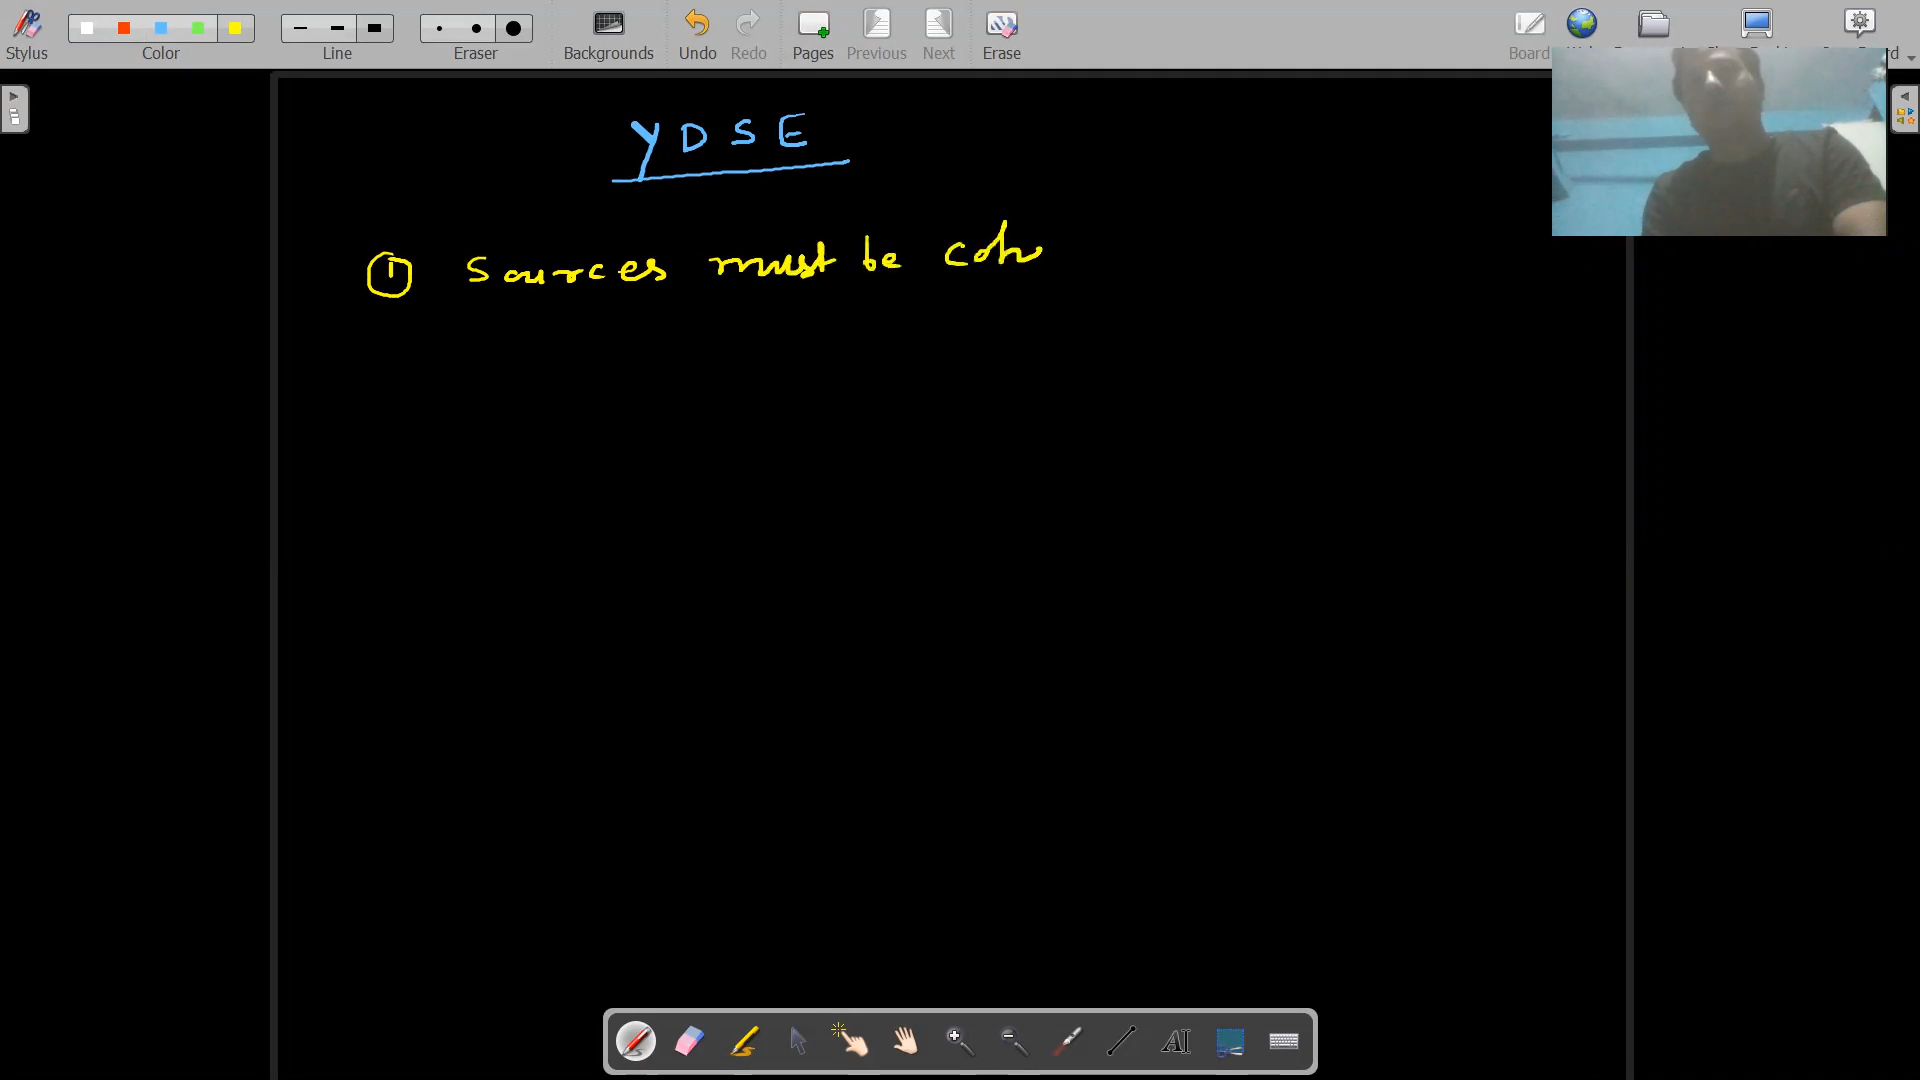 Stylus Color Line Eraser Backgrounds Undo Redo Pages Previous Next Erase Board
YDSE
① Sources must be coh